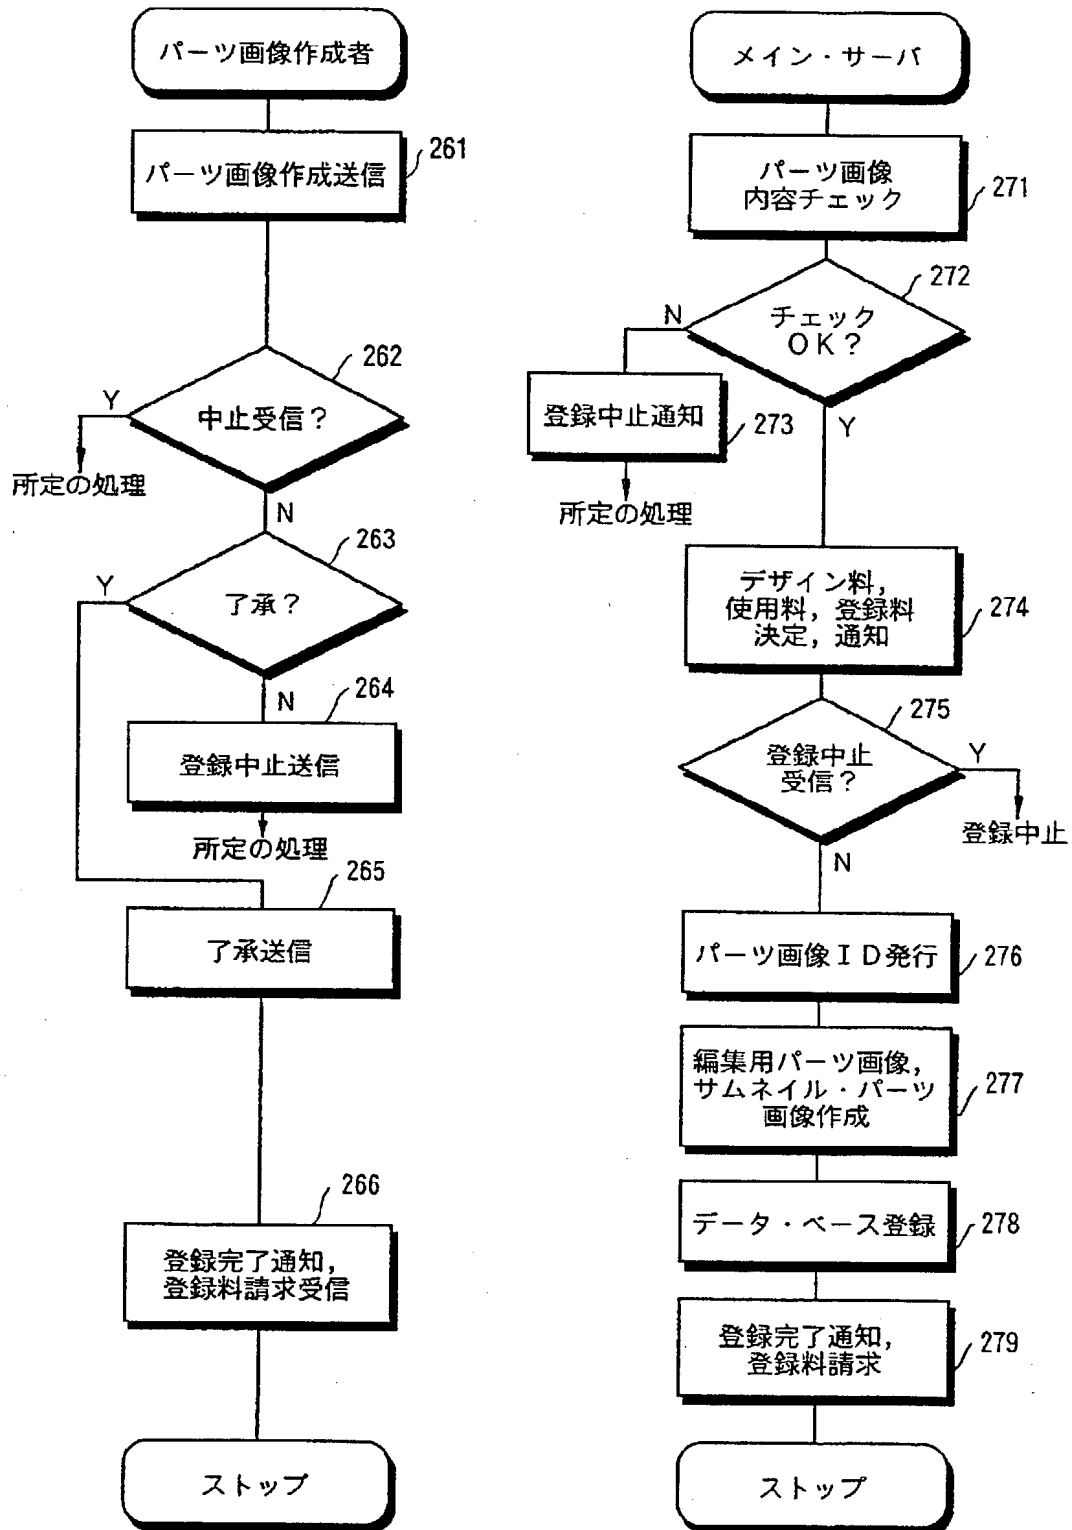 パーツ画像作成者
パーツ画像作成送信
261
中止受信?
262
Y
所定の処理
N
了承?
263
Y
N
264
登録中止送信
所定の処理
265
了承送信
266
登録完了通知,
登録料請求受信
ストップ
メイン・サーバ
パーツ画像
内容チェック
271
272
チェック
OK?
N
登録中止通知
273
所定の処理
Y
デザイン料,
使用料, 登録料
決定, 通知
274
275
登録中止
受信?
Y
登録中止
N
パーツ画像ID発行
276
編集用パーツ画像,
サムネイル・パーツ
画像作成
277
データ・ベース登録
278
登録完了通知,
登録料請求
279
ストップ